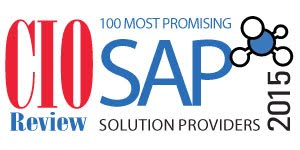 100 MOST PROMISING
CIO
Review
SAP
SOLUTION PROVIDERS
2015